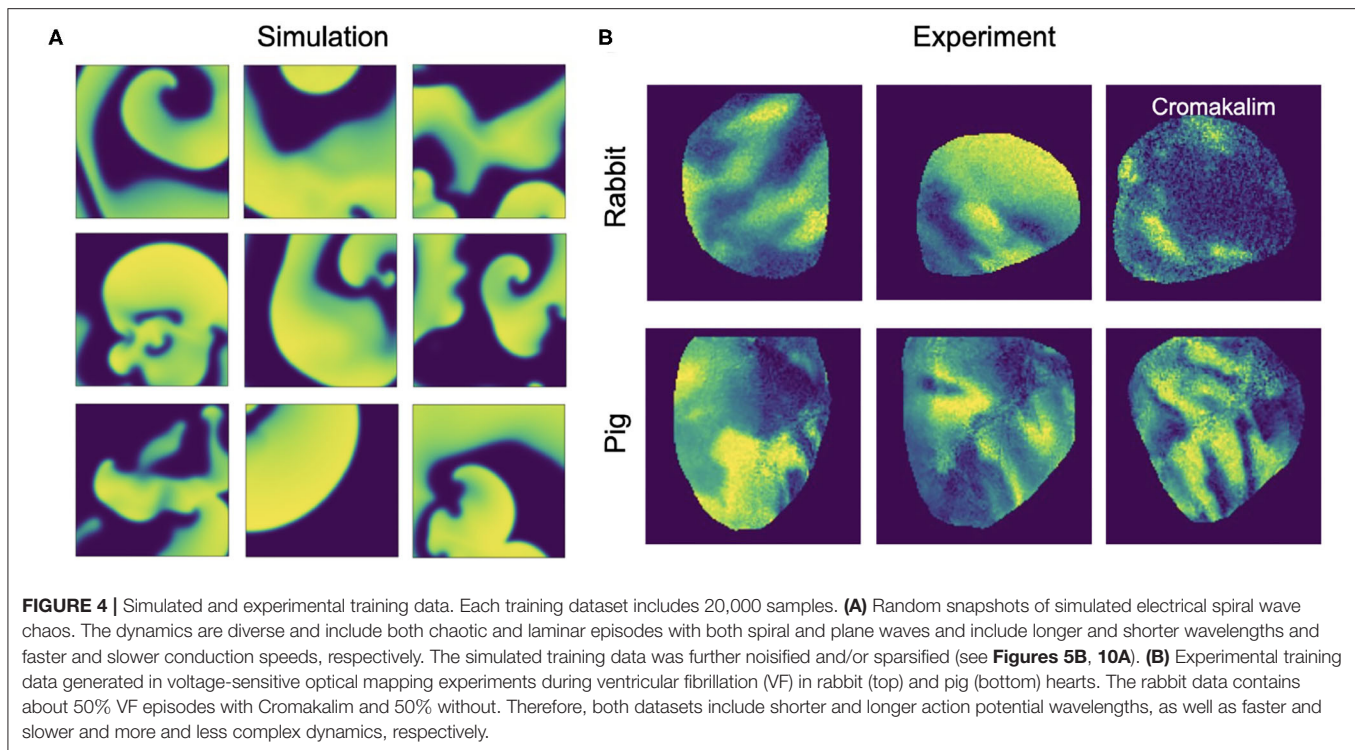 A
Simulation
B
Experiment
Cromakalim
Rabbit
Pig
FIGURE 4 | Simulated and experimental training data. Each training dataset includes 20,000 samples. (A) Random snapshots of simulated electrical spiral wave
chaos. The dynamics are diverse and include both chaotic and laminar episodes with both spiral and plane waves and include longer and shorter wavelengths and
faster and slower conduction speeds, respectively. The simulated training data was further noisified and/or sparsified (see Figures 5B, 10A). (B) Experimental training
data generated in voltage-sensitive optical mapping experiments during ventricular fibrillation (VF) in rabbit (top) and pig (bottom) hearts. The rabbit data contains
about 50% VF episodes with Cromakalim and 50% without. Therefore, both datasets include shorter and longer action potential wavelengths, as well as faster and
slower and more and less complex dynamics, respectively.